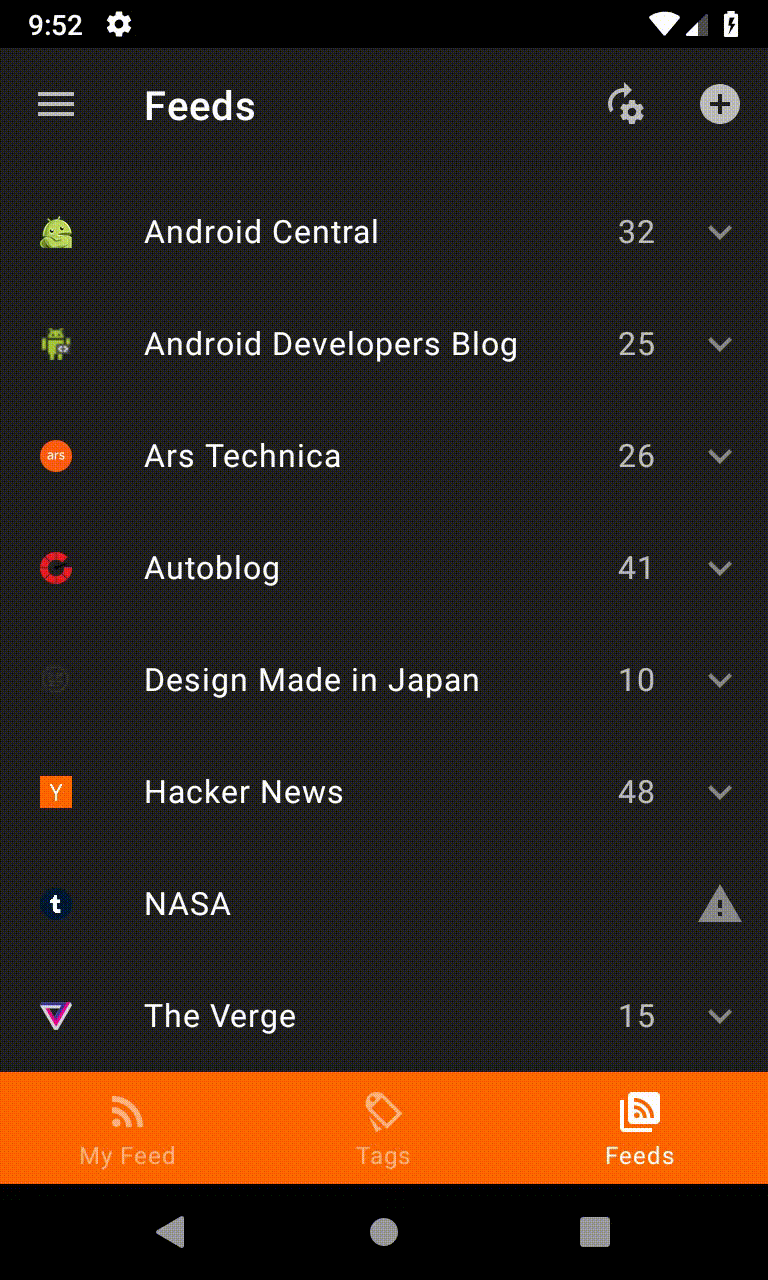 9:52
Feeds
Android Central 32
Android Developers Blog 25
ars Ars Technica 26
Autoblog 41
Design Made in Japan 10
Y Hacker News 48
t NASA
The Verge 15
My Feed Tags Feeds